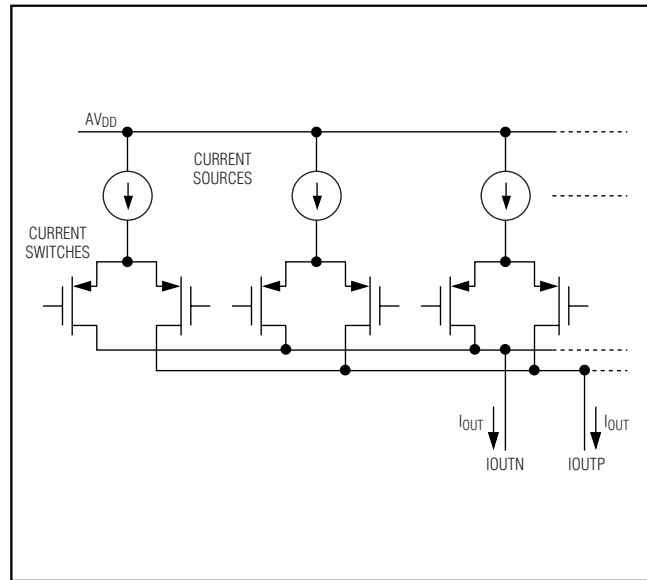 AVDD
CURRENT
SOURCES
CURRENT
SWITCHES
IOUT
IOUT
IOUTN
IOUTP